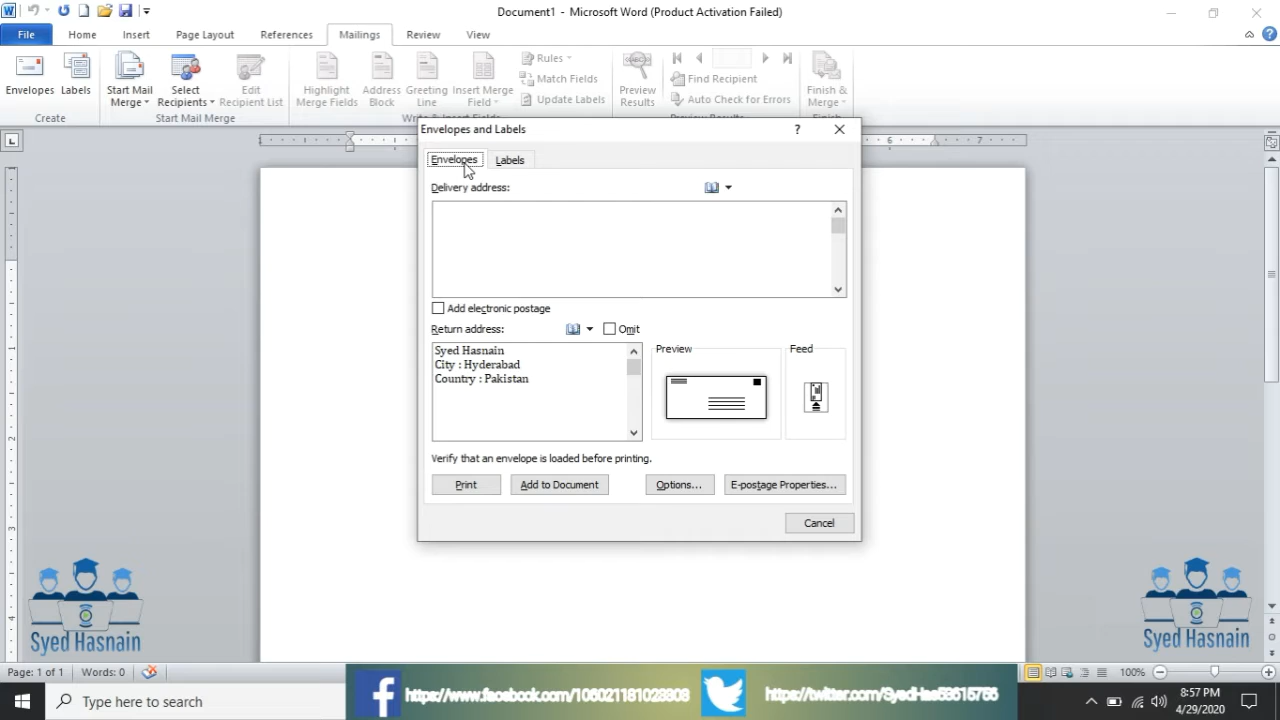 Document1 - Microsoft Word (Product Activation Failed)
File Home Insert Page Layout References Mailings Review View
Envelopes Labels Start Mail Merge Select Recipients Edit Recipient List Highlight Merge Fields Address Block Greeting Line Insert Merge Field Rules Match Fields Update Labels Preview Results Find Recipient Auto Check for Errors Finish & Merge
Create Start Mail Merge Write & Insert Fields Preview Results Finish
Envelopes and Labels
Envelopes Labels
Delivery address:
Add electronic postage
Return address: Omit
Syed Hasnain
City : Hyderabad
Country : Pakistan
Preview Feed
Verify that an envelope is loaded before printing.
Print Add to Document Options... E-postage Properties...
Cancel
Syed Hasnain
Syed Hasnain
Page: 1 of 1 Words: 0 100%
https://www.facebook.com/106021181028808
Type here to search
8:57 PM
4/29/2020